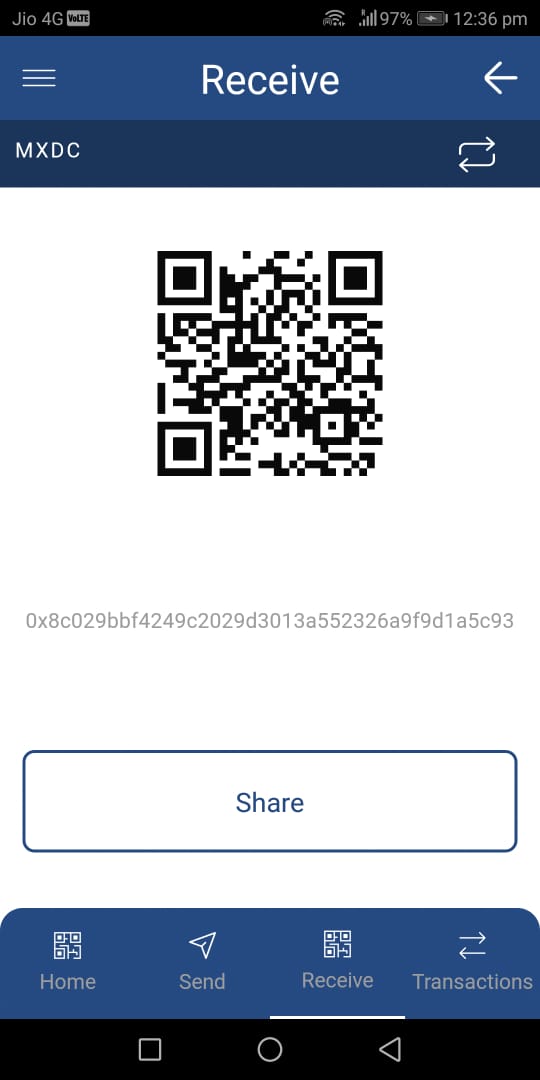 Jio 4G VoLTE 97% 12:36 pm
Receive
MXDC
0x8c029bbf4249c2029d3013a552326a9f9d1a5c93
Share
Home Send Receive Transactions